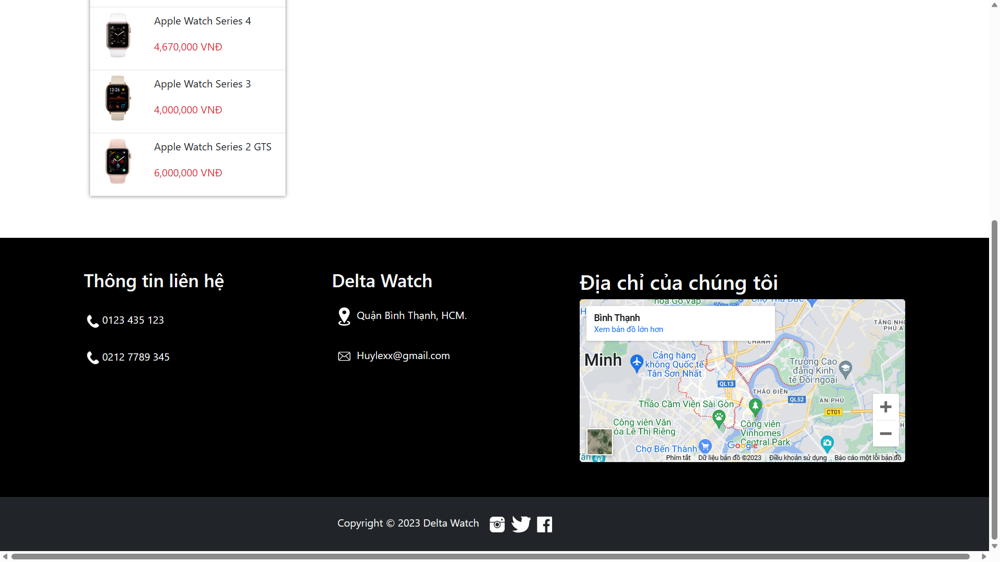 Apple Watch Series 4
4,670,000 VNĐ
12:26
Apple Watch Series 3
4,000,000 VNĐ
Apple Watch Series 2 GTS
6,000,000 VNĐ
Thông tin liên hệ
0123 435 123
0212 7789 345
Delta Watch
Quận Bình Thạnh, HCM.
Huylexx@gmail.com
Địa chỉ của chúng tôi
Bình Thạnh
Xem bản đồ lớn hơn
TĂNG NHƠ
PHÚ A
CHÁNH
Minh
Cảng hàng
không Quốc tế
Tân Sơn Nhất
Trường Cao
đẳng Kinh
tế Đối ngoại
QL13
THẢO ĐIỀN
QL52
AN PHÚ
CT01
Thảo Cầm Viên Sài Gòn
Công viên Văn
óa Lê Thị Riêng
Công viên
Vinhomes
Central Park
Chợ Bến Thành
Google
Phím tắt
Dữ liệu bản đồ ©2023
Điều khoản sử dụng
Báo cáo một lỗi bản đồ
Copyright © 2023 Delta Watch